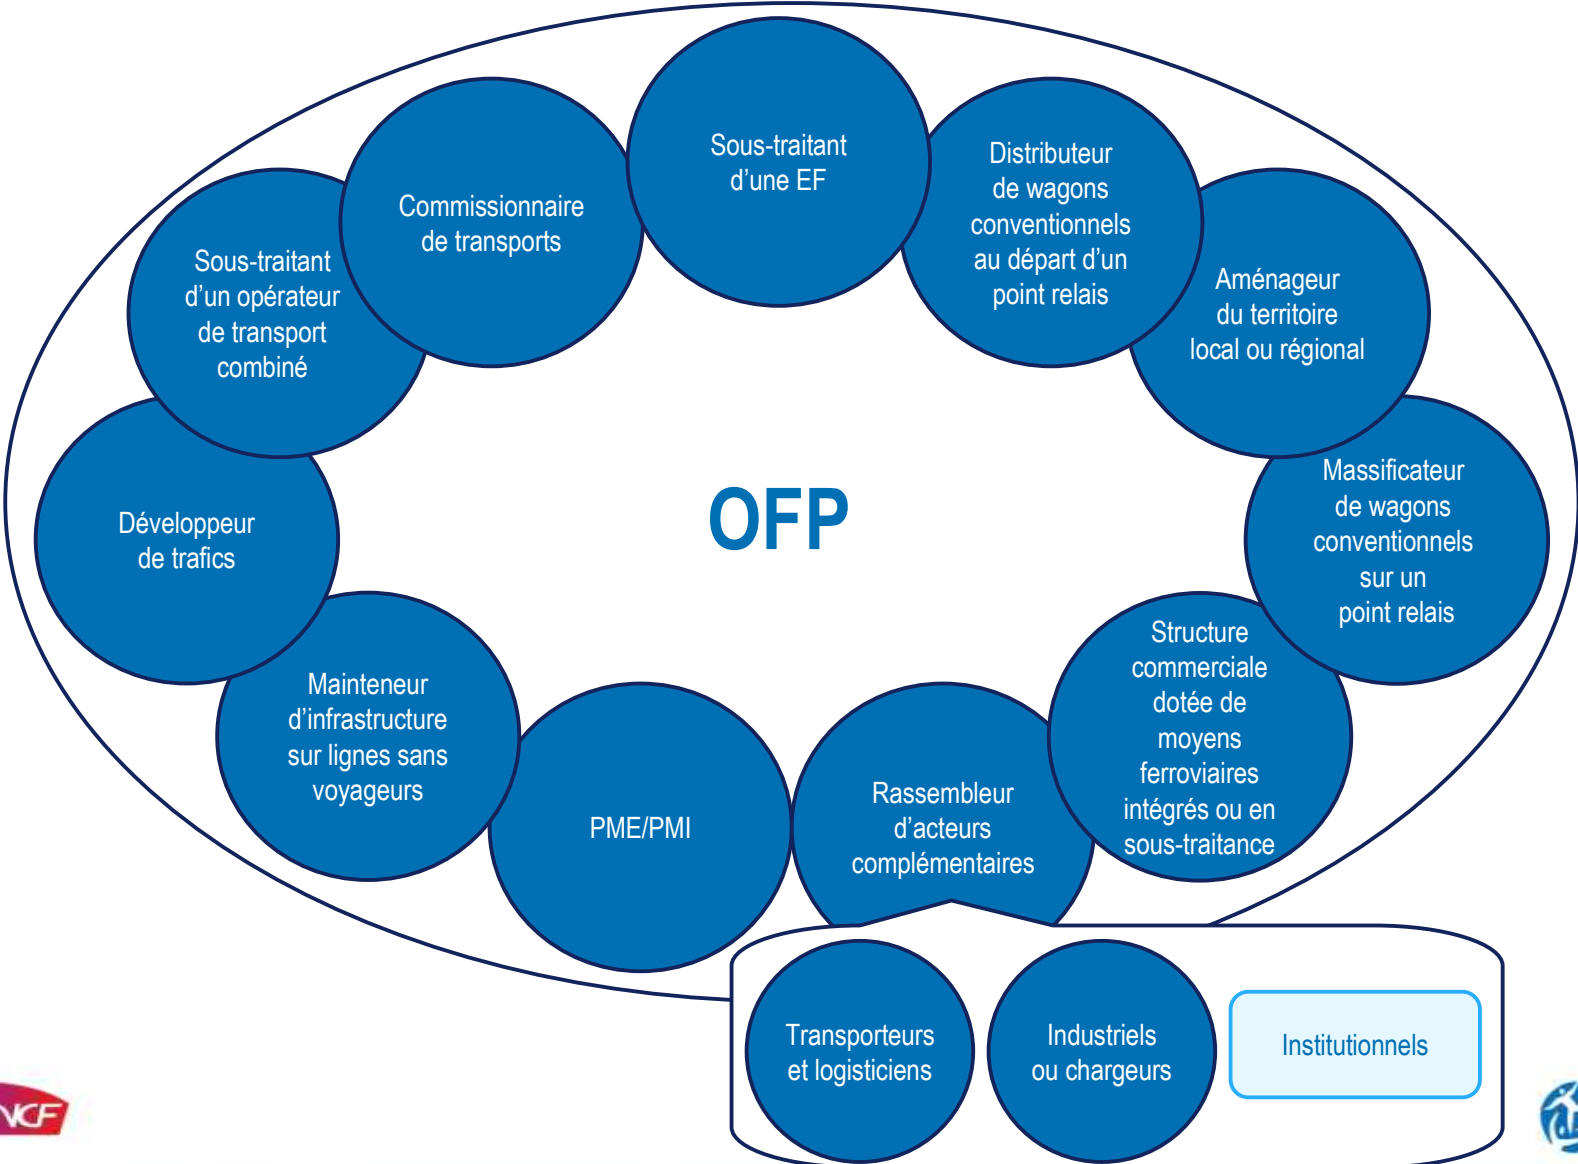 Sous-traitant
d'une EF
Distributeur
de wagons
conventionnels
au départ d'un
point relais
Commissionnaire
de transports
Sous-traitant
d'un opérateur
de transport
combiné
Aménageur
du territoire
local ou régional
Massificateur
de wagons
conventionnels
sur un
point relais
OFP
Développeur
de trafics
Structure
commerciale
dotée de
moyens
ferroviaires
intégrés ou en
sous-traitance
Mainteneur
d'infrastructure
sur lignes sans
voyageurs
PME/PMI
Rassembleur
d'acteurs
complémentaires
Transporteurs
et logisticiens
Industriels
ou chargeurs
Institutionnels